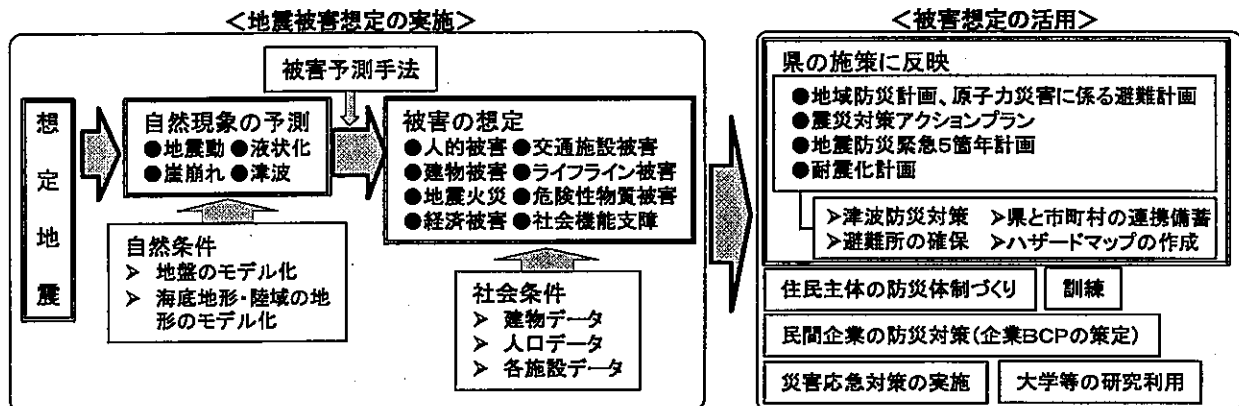 ＜地震被害想定の実施＞
被害予測手法
想定地震
自然現象の予測
●地震動 ●液状化
●崖崩れ ●津波
被害の想定
●人的被害 ●交通施設被害
●建物被害 ●ライフライン被害
●地震火災 ●危険性物質被害
●経済被害 ●社会機能支障
自然条件
➢ 地盤のモデル化
➢ 海底地形・陸域の地
形のモデル化
社会条件
➢ 建物データ
➢ 人口データ
➢ 各施設データ
＜被害想定の活用＞
県の施策に反映
●地域防災計画、原子力災害に係る避難計画
●震災対策アクションプラン
●地震防災緊急5箇年計画
●耐震化計画
➢津波防災対策 ➢県と市町村の連携備蓄
➢避難所の確保 ➢ハザードマップの作成
住民主体の防災体制づくり
訓練
民間企業の防災対策(企業BCPの策定)
災害応急対策の実施
大学等の研究利用